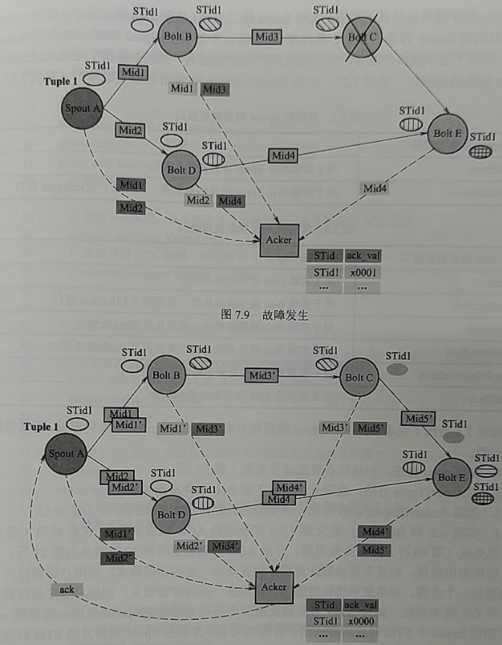 STid1
STid1
STid1
Bolt B
Mid3
Bolt C
STid1
Tuple 1
Mid1
Mid1
Mid3
STid1
Spout A
STid1
STid1
Mid2
STid1
Bolt E
Bolt D
Mid4
Mid1
Mid2
Mid4
Mid4
Mid2
Acker
STid
ack_val
STid1
x0001
...
...
图 7.9 故障发生
STid1
STid1
STid1
STid1
Bolt B
Mid3'
Bolt C
STid1
Mid1
Mid5'
STid1
Tuple 1
Mid1'
Mid1'
Mid3'
Mid3'
Mid5'
Spout A
STid1
STid1
STid1
STid1
Mid2
Mid2'
Mid4'
Mid4
Bolt E
Bolt D
Mid1'
Mid4'
Mid2'
Mid2'
Mid4'
Mid5'
ack
Acker
STid
ack_val
STid1
x0000
...
...